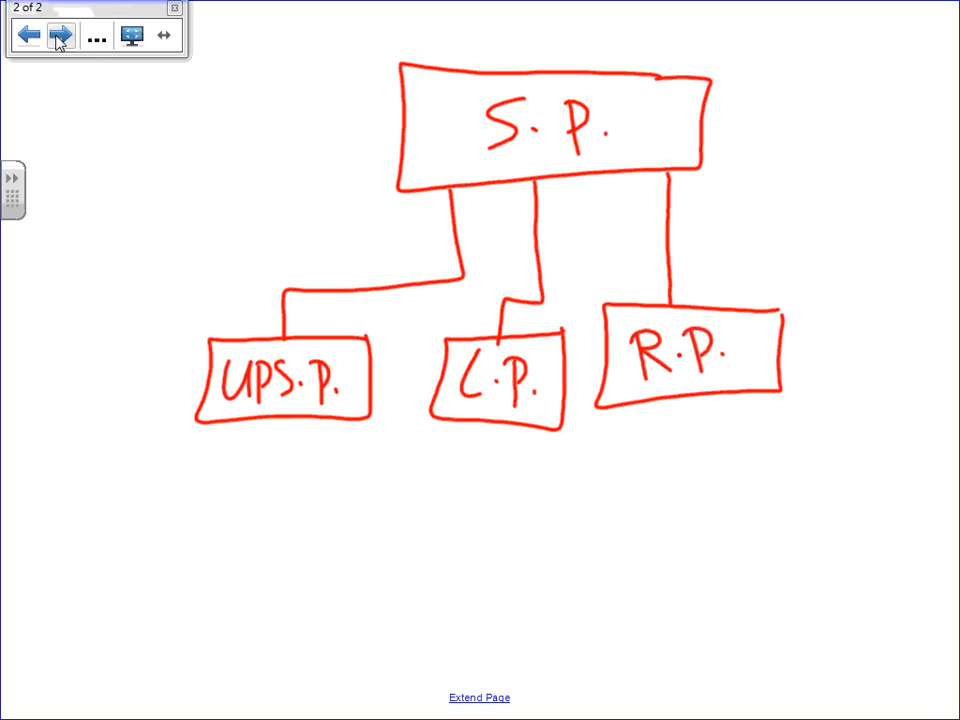 2 of 2
...
S. P.
UPS. P.
C. P.
R. P.
Extend Page